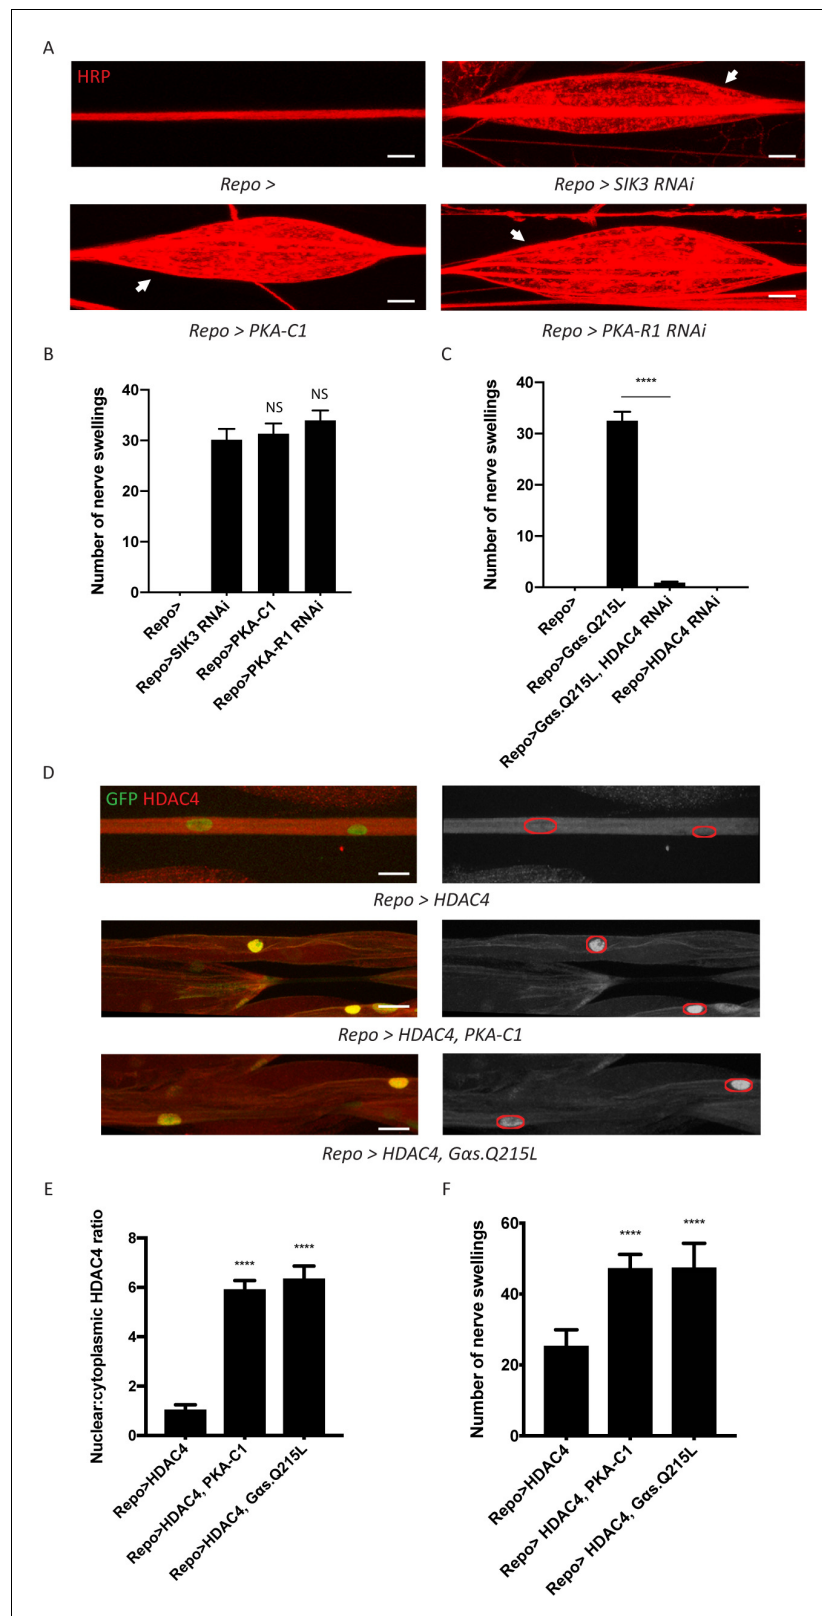 A
HRP
Repo >
Repo > SIK3 RNAi
Repo > PKA-C1
Repo > PKA-R1 RNAi
B
Number of nerve swellings
40
30
20
10
0
NS
NS
Repo>
Repo>SIK3 RNAi
Repo>PKA-C1
Repo>PKA-R1 RNAi
C
Number of nerve swellings
40
30
20
10
0
****
Repo>
Repo>Gαs.Q215L
Repo>Gαs.Q215L, HDAC4 RNAi
Repo>HDAC4 RNAi
D
GFP HDAC4
Repo > HDAC4
Repo > HDAC4, PKA-C1
Repo > HDAC4, Gαs.Q215L
E
Nuclear:cytoplasmic HDAC4 ratio
8
6
4
2
0
****
****
Repo>HDAC4
Repo>HDAC4, PKA-C1
Repo>HDAC4, Gαs.Q215L
F
Number of nerve swellings
60
40
20
0
****
****
Repo>HDAC4
Repo> HDAC4, PKA-C1
Repo> HDAC4, Gαs.Q215L